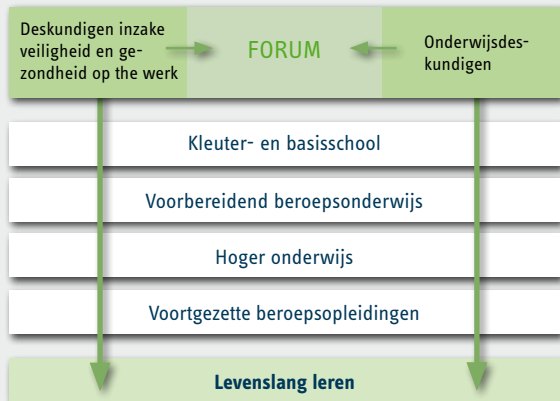 Deskundigen inzake
veiligheid en ge-
zondheid op the werk
FORUM
Onderwijsdes-
kundigen
Kleuter- en basisschool
Voorbereidend beroepsonderwijs
Hoger onderwijs
Voortgezette beroepsopleidingen
Levenslang leren